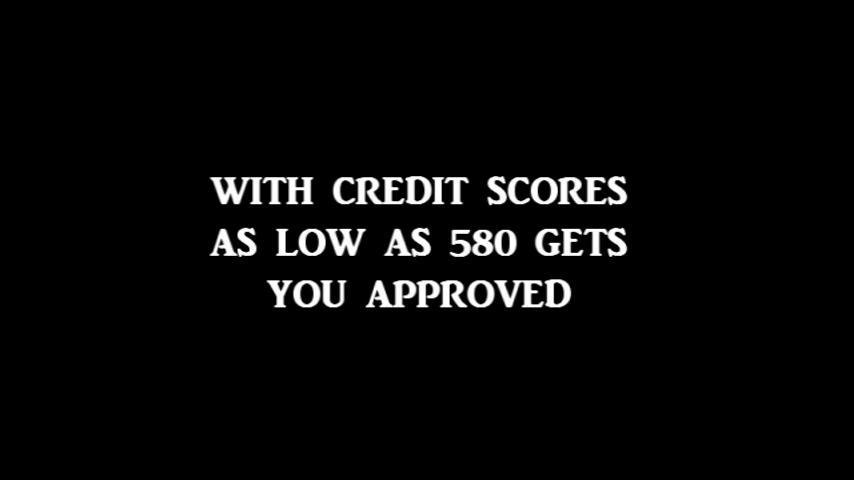 WITH CREDIT SCORES
AS LOW AS 580 GETS
YOU APPROVED